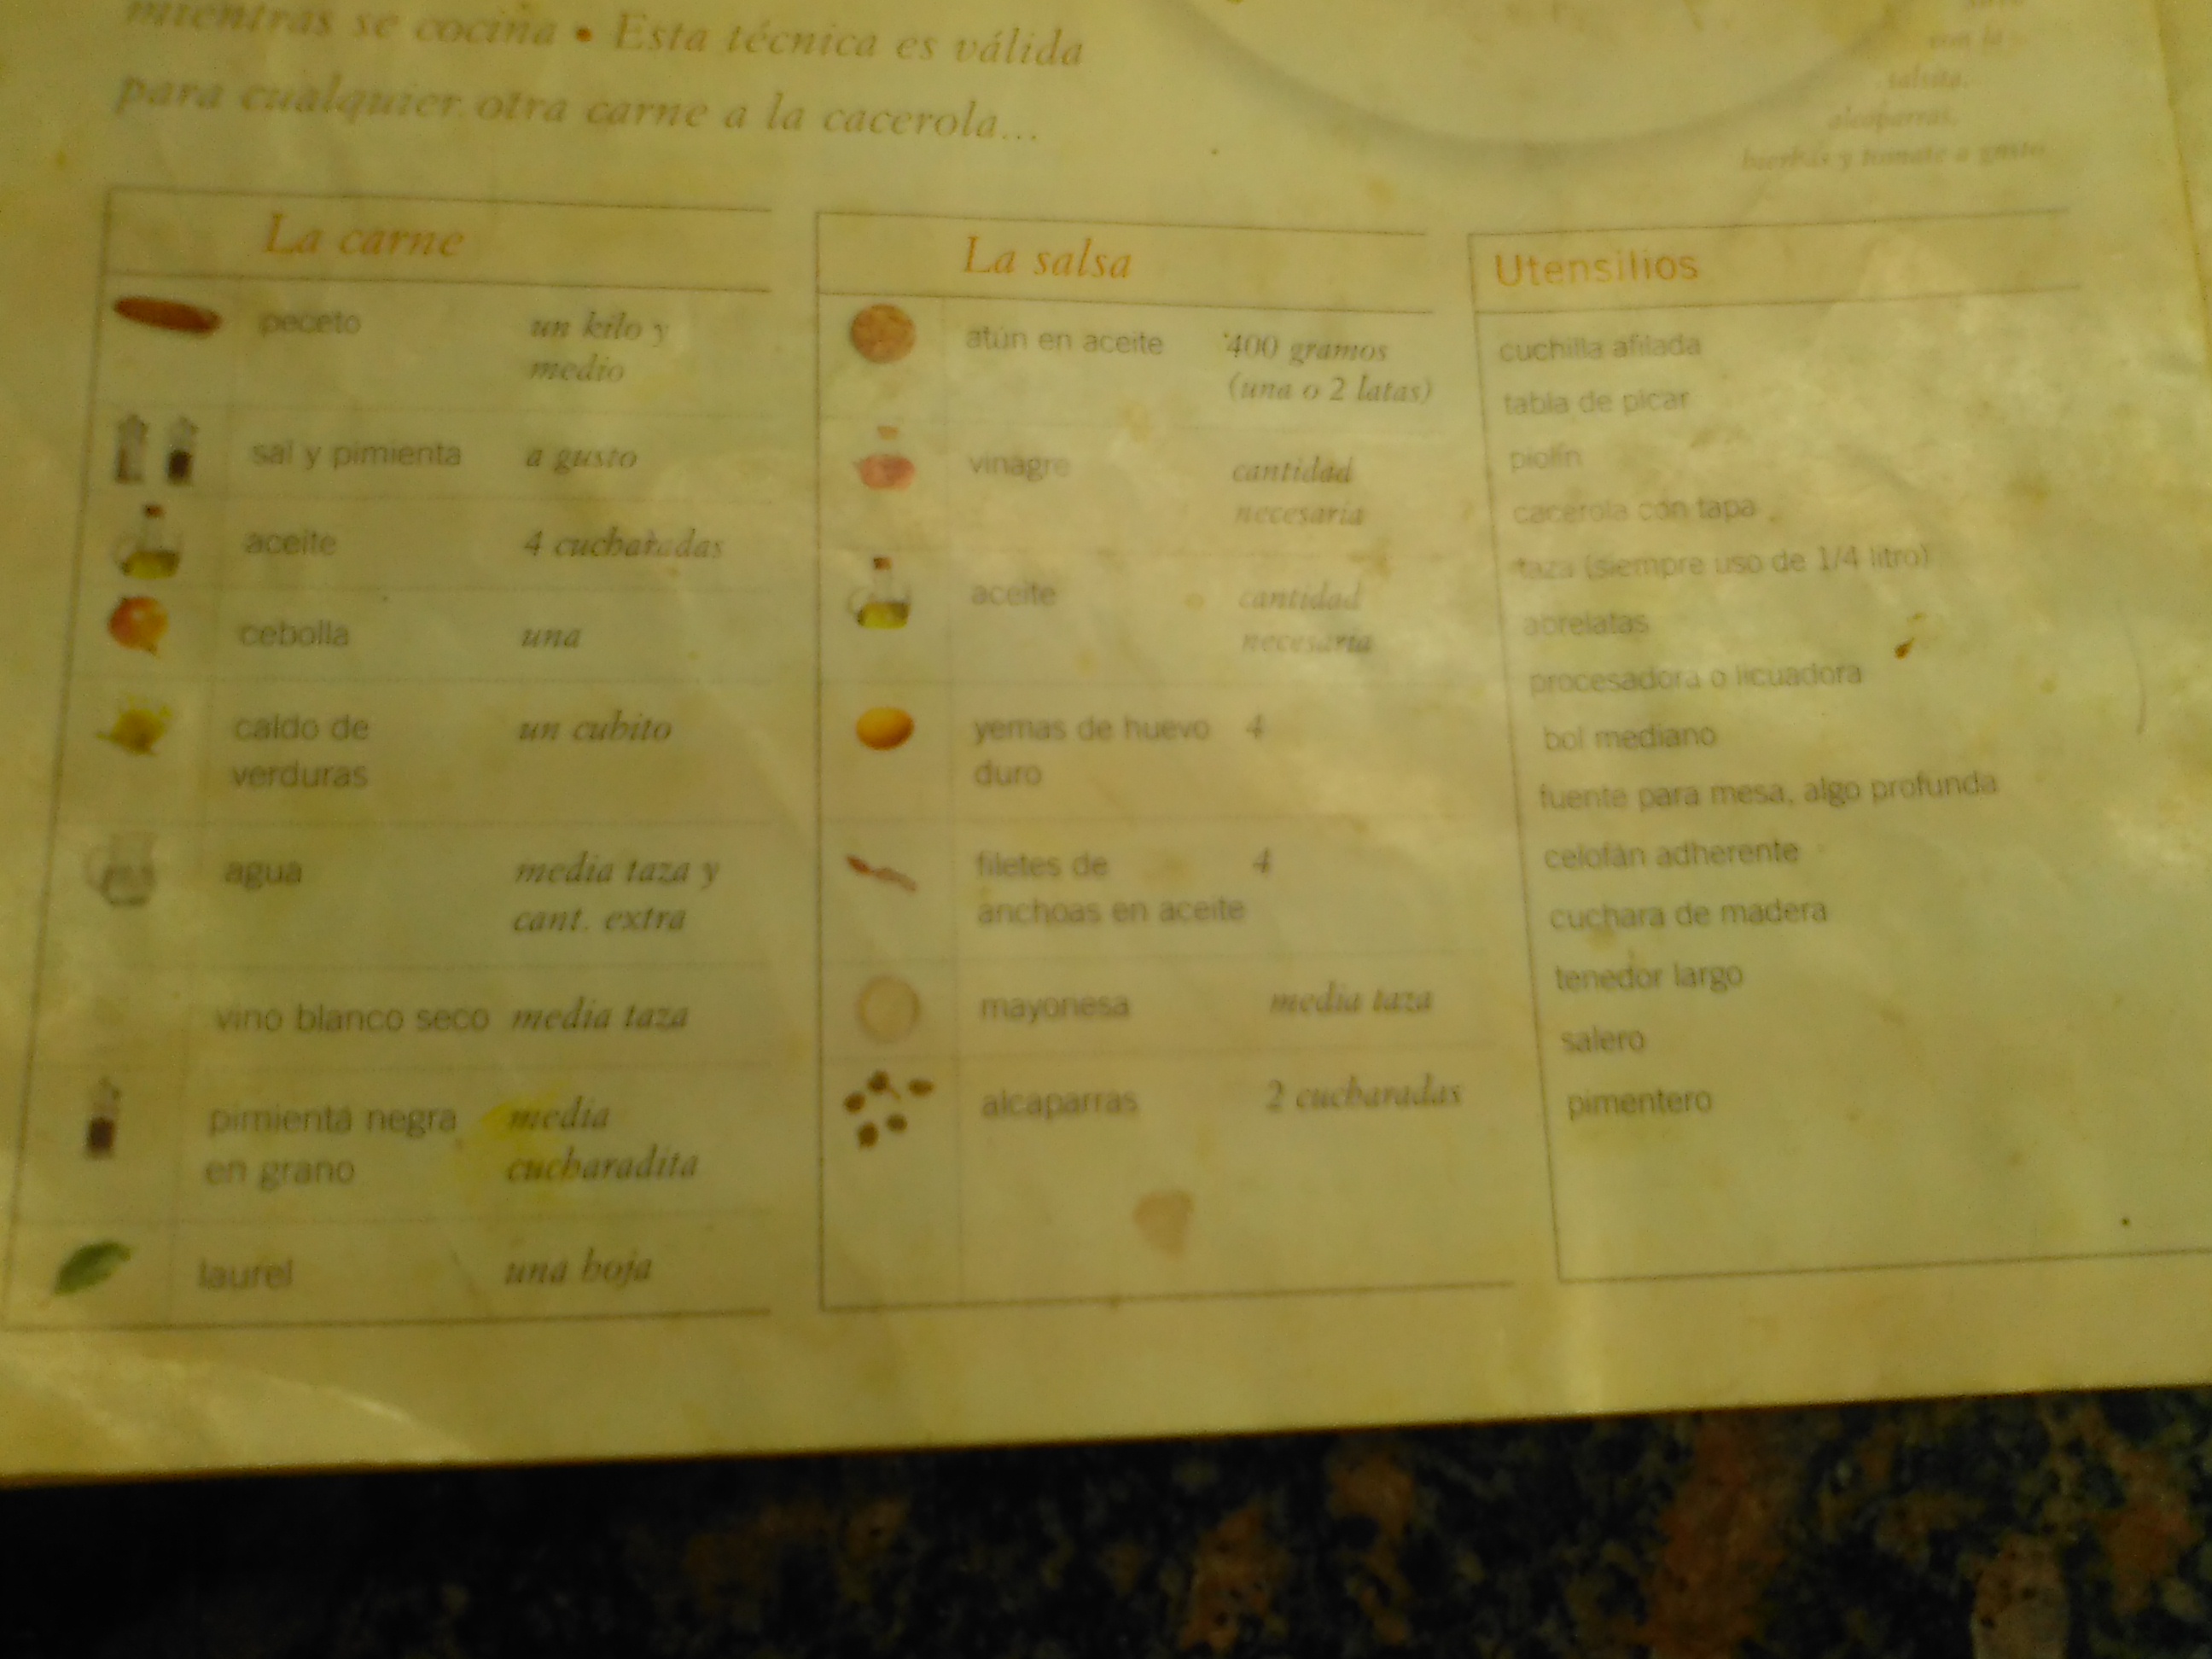 mientras se cocina • Esta técnica es válida
para cualquier otra carne a la cacerola...
con la
salsita,
alcaparras,
hierbas y tomate a gusto
La carne
peceto un kilo y
medio
sal y pimienta a gusto
aceite 4 cucharadas
cebolla una
caldo de un cubito
verduras
agua media taza y
cant. extra
vino blanco seco media taza
pimienta negra media
en grano cucharadita
laurel una hoja
La salsa
atún en aceite 400 gramos
(una o 2 latas)
vinagre cantidad
necesaria
aceite cantidad
necesaria
yemas de huevo 4
duro
filetes de 4
anchoas en aceite
mayonesa media taza
alcaparras 2 cucharadas
Utensilios
cuchilla afilada
tabla de picar
piolín
cacerola con tapa
taza (siempre uso de 1/4 litro)
abrelatas
procesadora o licuadora
bol mediano
fuente para mesa, algo profunda
celofán adherente
cuchara de madera
tenedor largo
salero
pimentero